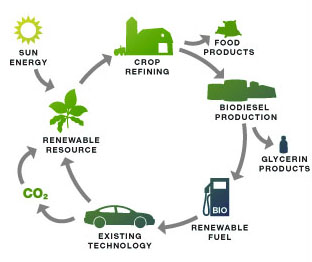 SUN
ENERGY
CROP
REFINING
FOOD
PRODUCTS
BIODIESEL
PRODUCTION
GLYCERIN
PRODUCTS
BIO
RENEWABLE
FUEL
EXISTING
TECHNOLOGY
CO₂
RENEWABLE
RESOURCE